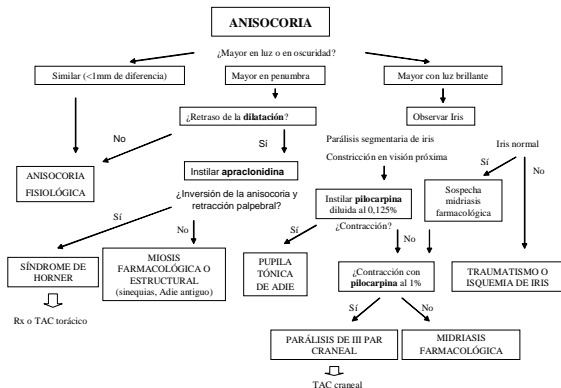 ANISOCORIA
¿Mayor en luz o en oscuridad?
Similar (<1mm de diferencia)
Mayor en penumbra
Mayor con luz brillante
¿Retraso de la dilatación?
Observar Iris
No
Sí
Parálisis segmentaria de iris
Constricción en visión próxima
Iris normal
Sí
No
ANISOCORIA
FISIOLÓGICA
Instilar apraclonidina
¿Inversión de la anisocoria y
retracción palpebral?
Instilar pilocarpina
diluida al 0,125%
¿Contracción?
Sospecha
midriasis
farmacológica
Sí
No
Sí
No
SÍNDROME DE
HORNER
MIOSIS
FARMACOLÓGICA O
ESTRUCTURAL
(sinequias, Adie antiguo)
PUPILA
TÓNICA
DE ADIE
¿Contracción con
pilocarpina al 1%
TRAUMATISMO O
ISQUEMIA DE IRIS
Rx o TAC torácico
Sí
No
PARÁLISIS DE III PAR
CRANEAL
MIDRIASIS
FARMACOLÓGICA
TAC craneal